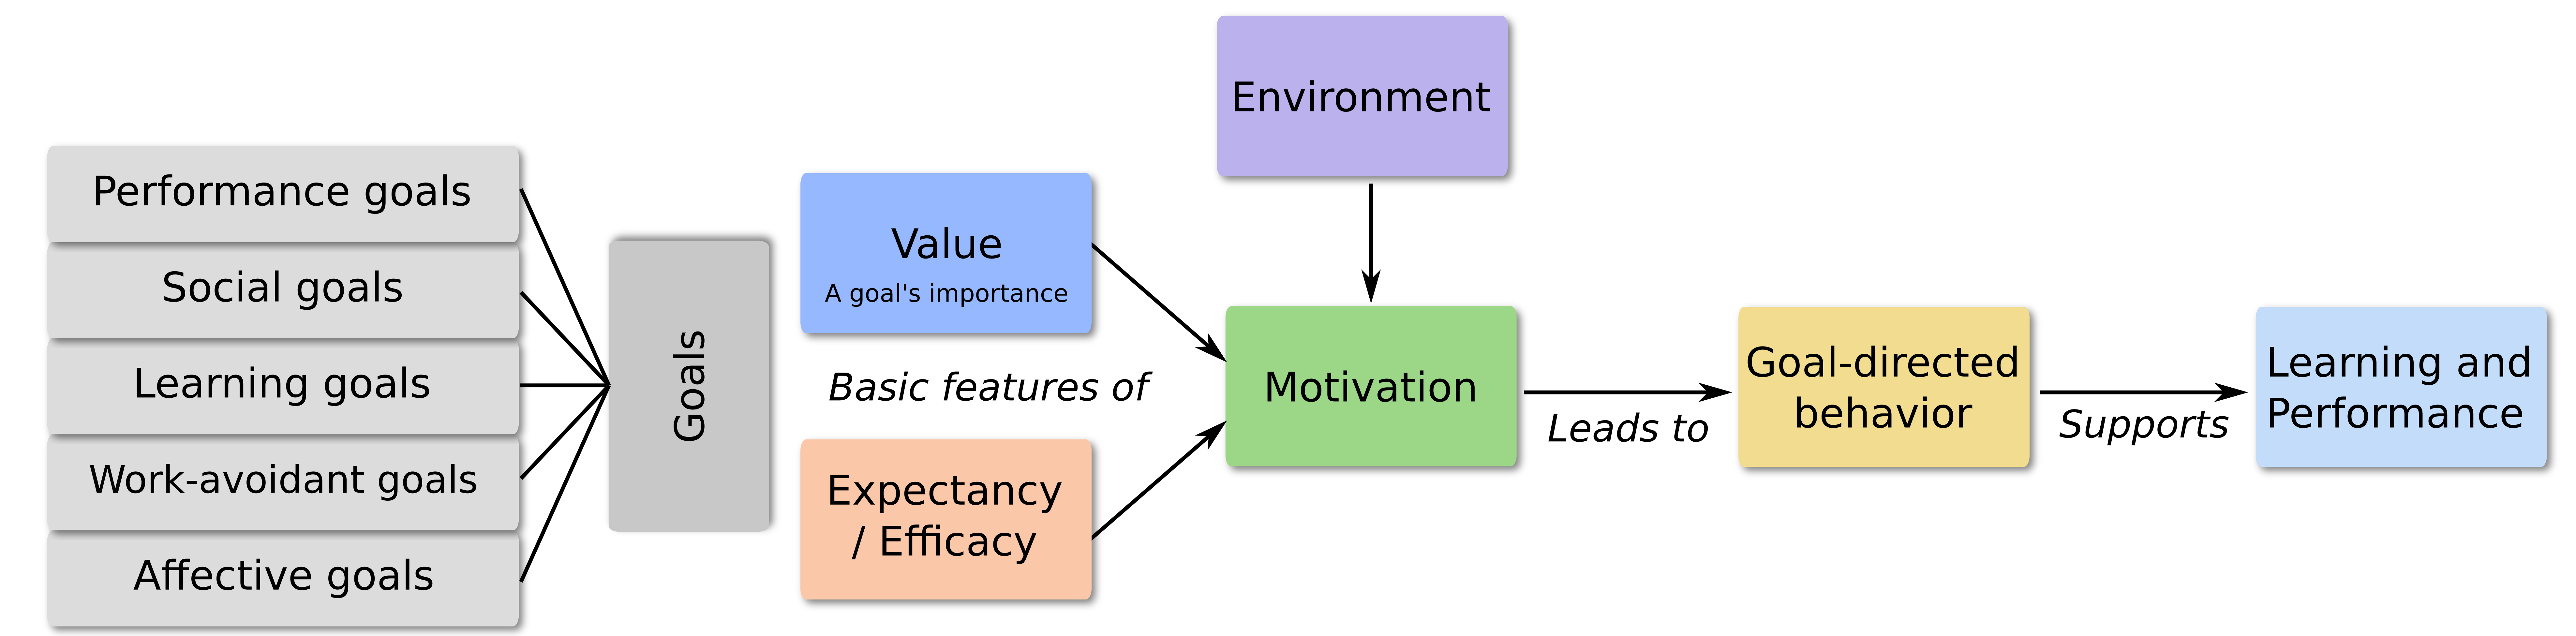 Environment
Performance goals
Social goals
Learning goals
Work-avoidant goals
Affective goals
Goals
Value
A goal's importance
Basic features of
Expectancy
/ Efficacy
Motivation
Leads to
Goal-directed
behavior
Supports
Learning and
Performance